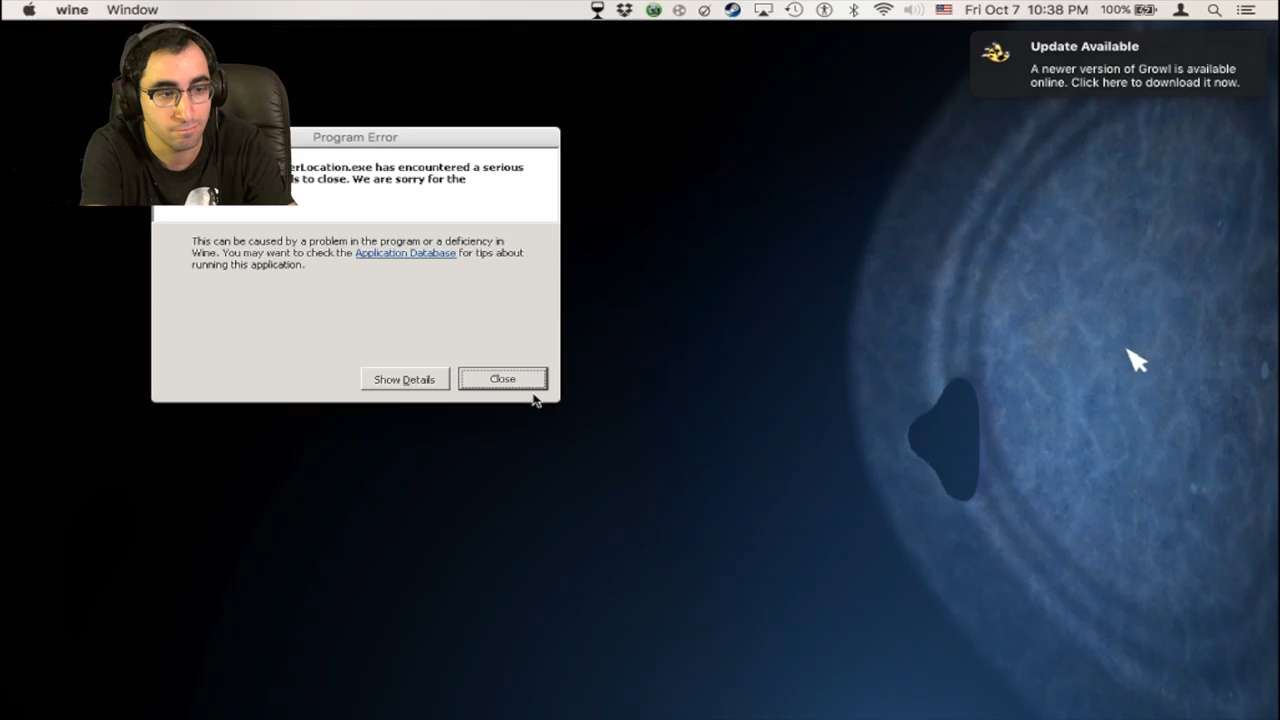 wine Window Fri Oct 7 10:38 PM 100%
Update Available
A newer version of Growl is available
online. Click here to download it now.
Program Error
erLocation.exe has encountered a serious
s to close. We are sorry for the
This can be caused by a problem in the program or a deficiency in
Wine. You may want to check the Application Database for tips about
running this application.
Show Details Close